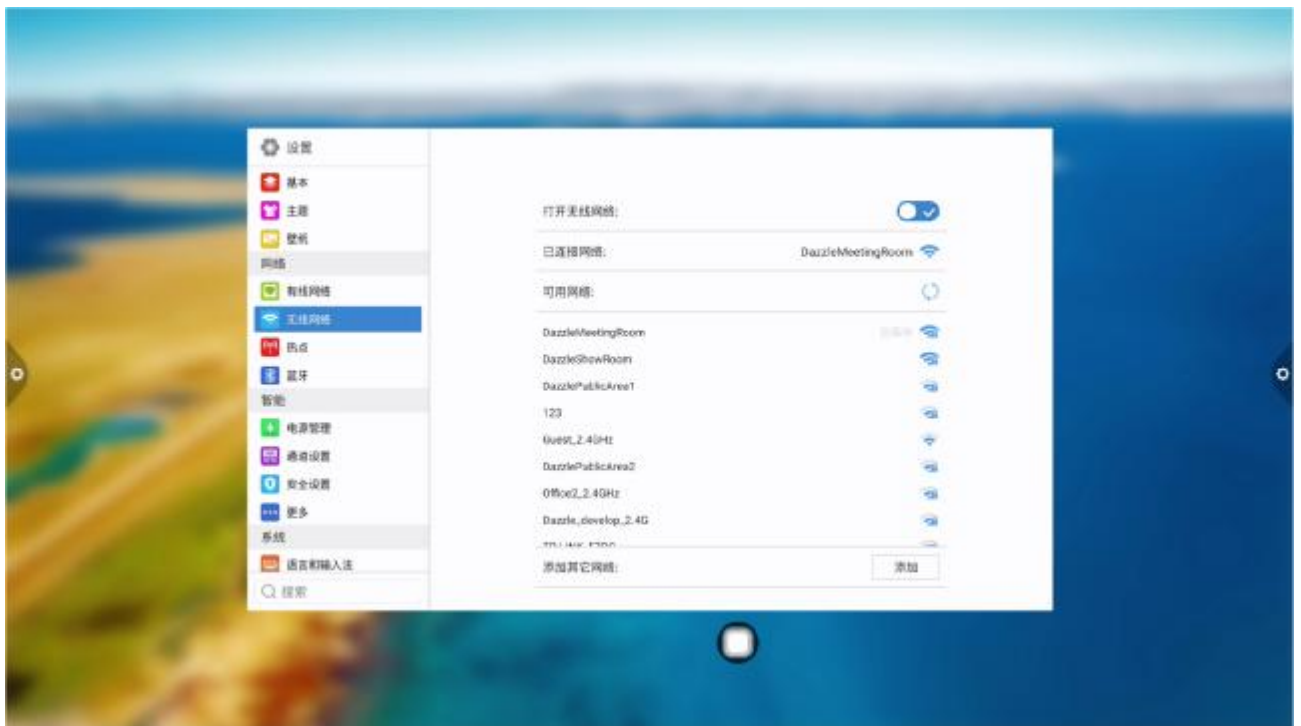 设置
基本
主题
壁纸
网络
有线网络
无线网络
热点
蓝牙
智能
电源管理
通道设置
安全设置
更多
系统
语言和输入法
搜索
打开无线网络:
已连接网络: DazzleMeetingRoom
可用网络:
DazzleMeetingRoom
DazzleShowRoom
DazzlePublicArea1
123
Guest_2.4GHz
DazzlePublicArea2
Office2_2.4GHz
Dazzle_develop_2.4G
添加其它网络: 添加